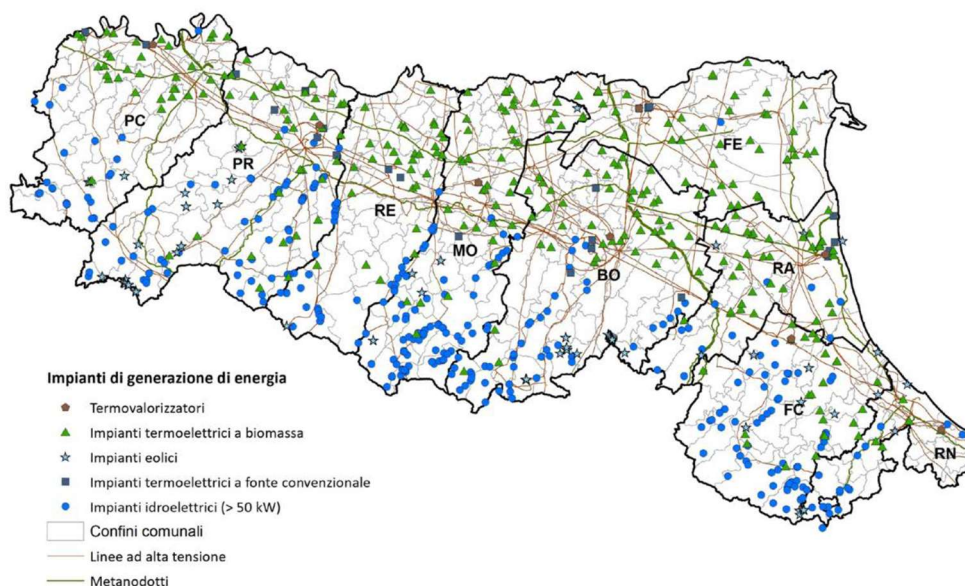 PC
PR
RE
MO
BO
FE
RA
FC
RN
Impianti di generazione di energia
Termovalorizzatori
Impianti termoelettrici a biomassa
Impianti eolici
Impianti termoelettrici a fonte convenzionale
Impianti idroelettrici (> 50 kW)
Confini comunali
Linee ad alta tensione
Metanodotti